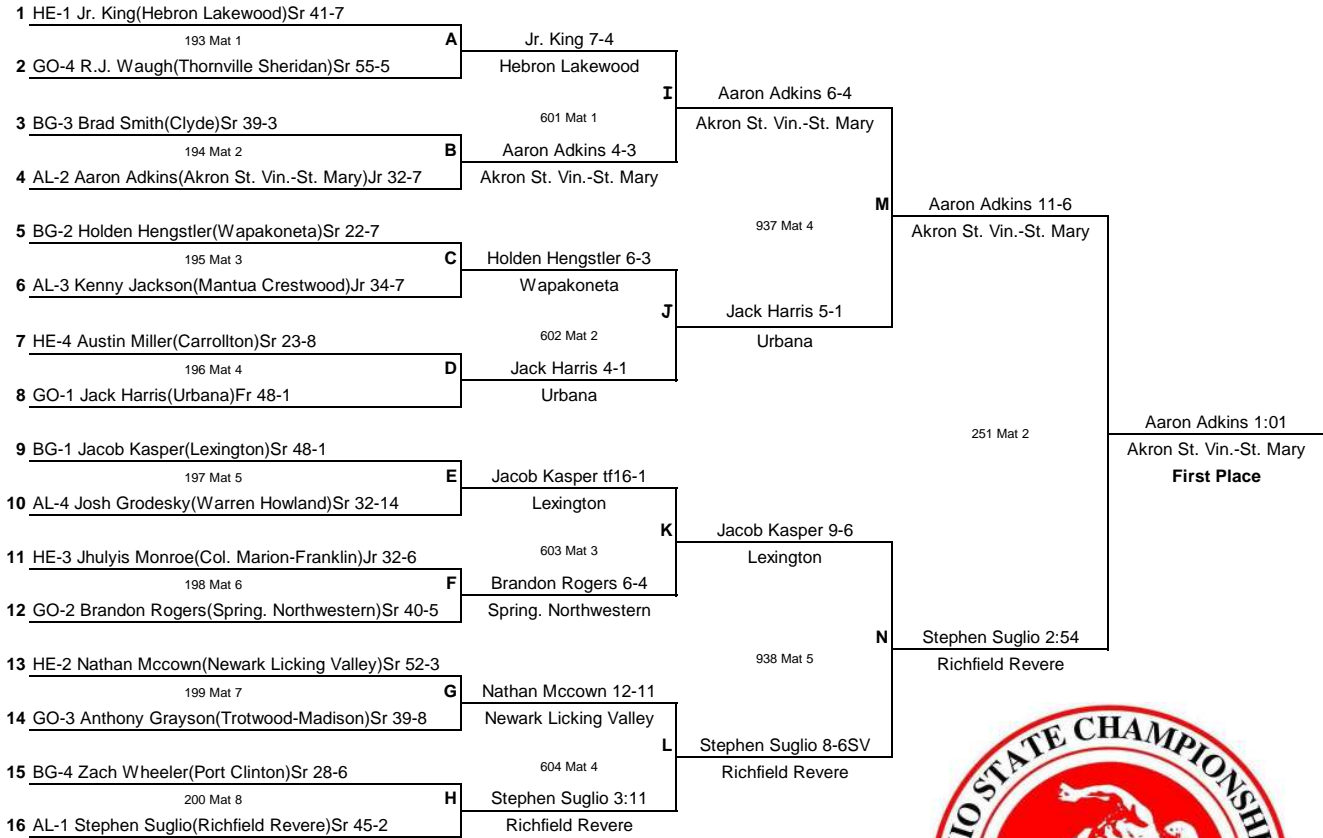 1 HE-1 Jr. King(Hebron Lakewood)Sr 41-7
193 Mat 1
A
2 GO-4 R.J. Waugh(Thornville Sheridan)Sr 55-5
Jr. King 7-4
Hebron Lakewood
601 Mat 1
I
3 BG-3 Brad Smith(Clyde)Sr 39-3
194 Mat 2
B
4 AL-2 Aaron Adkins(Akron St. Vin.-St. Mary)Jr 32-7
Aaron Adkins 4-3
Akron St. Vin.-St. Mary
Aaron Adkins 6-4
Akron St. Vin.-St. Mary
937 Mat 4
M
5 BG-2 Holden Hengstler(Wapakoneta)Sr 22-7
195 Mat 3
C
6 AL-3 Kenny Jackson(Mantua Crestwood)Jr 34-7
Holden Hengstler 6-3
Wapakoneta
602 Mat 2
J
7 HE-4 Austin Miller(Carrollton)Sr 23-8
196 Mat 4
D
8 GO-1 Jack Harris(Urbana)Fr 48-1
Jack Harris 4-1
Urbana
Jack Harris 5-1
Urbana
Aaron Adkins 11-6
Akron St. Vin.-St. Mary
251 Mat 2
Aaron Adkins 1:01
Akron St. Vin.-St. Mary
First Place
9 BG-1 Jacob Kasper(Lexington)Sr 48-1
197 Mat 5
E
10 AL-4 Josh Grodesky(Warren Howland)Sr 32-14
Jacob Kasper tf16-1
Lexington
603 Mat 3
K
11 HE-3 Jhulyis Monroe(Col. Marion-Franklin)Jr 32-6
198 Mat 6
F
12 GO-2 Brandon Rogers(Spring. Northwestern)Sr 40-5
Brandon Rogers 6-4
Spring. Northwestern
Jacob Kasper 9-6
Lexington
938 Mat 5
N
13 HE-2 Nathan Mccown(Newark Licking Valley)Sr 52-3
199 Mat 7
G
14 GO-3 Anthony Grayson(Trotwood-Madison)Sr 39-8
Nathan Mccown 12-11
Newark Licking Valley
604 Mat 4
L
15 BG-4 Zach Wheeler(Port Clinton)Sr 28-6
200 Mat 8
H
16 AL-1 Stephen Suglio(Richfield Revere)Sr 45-2
Stephen Suglio 3:11
Richfield Revere
Stephen Suglio 8-6SV
Richfield Revere
Stephen Suglio 2:54
Richfield Revere
IO STATE CHAMPIONSH